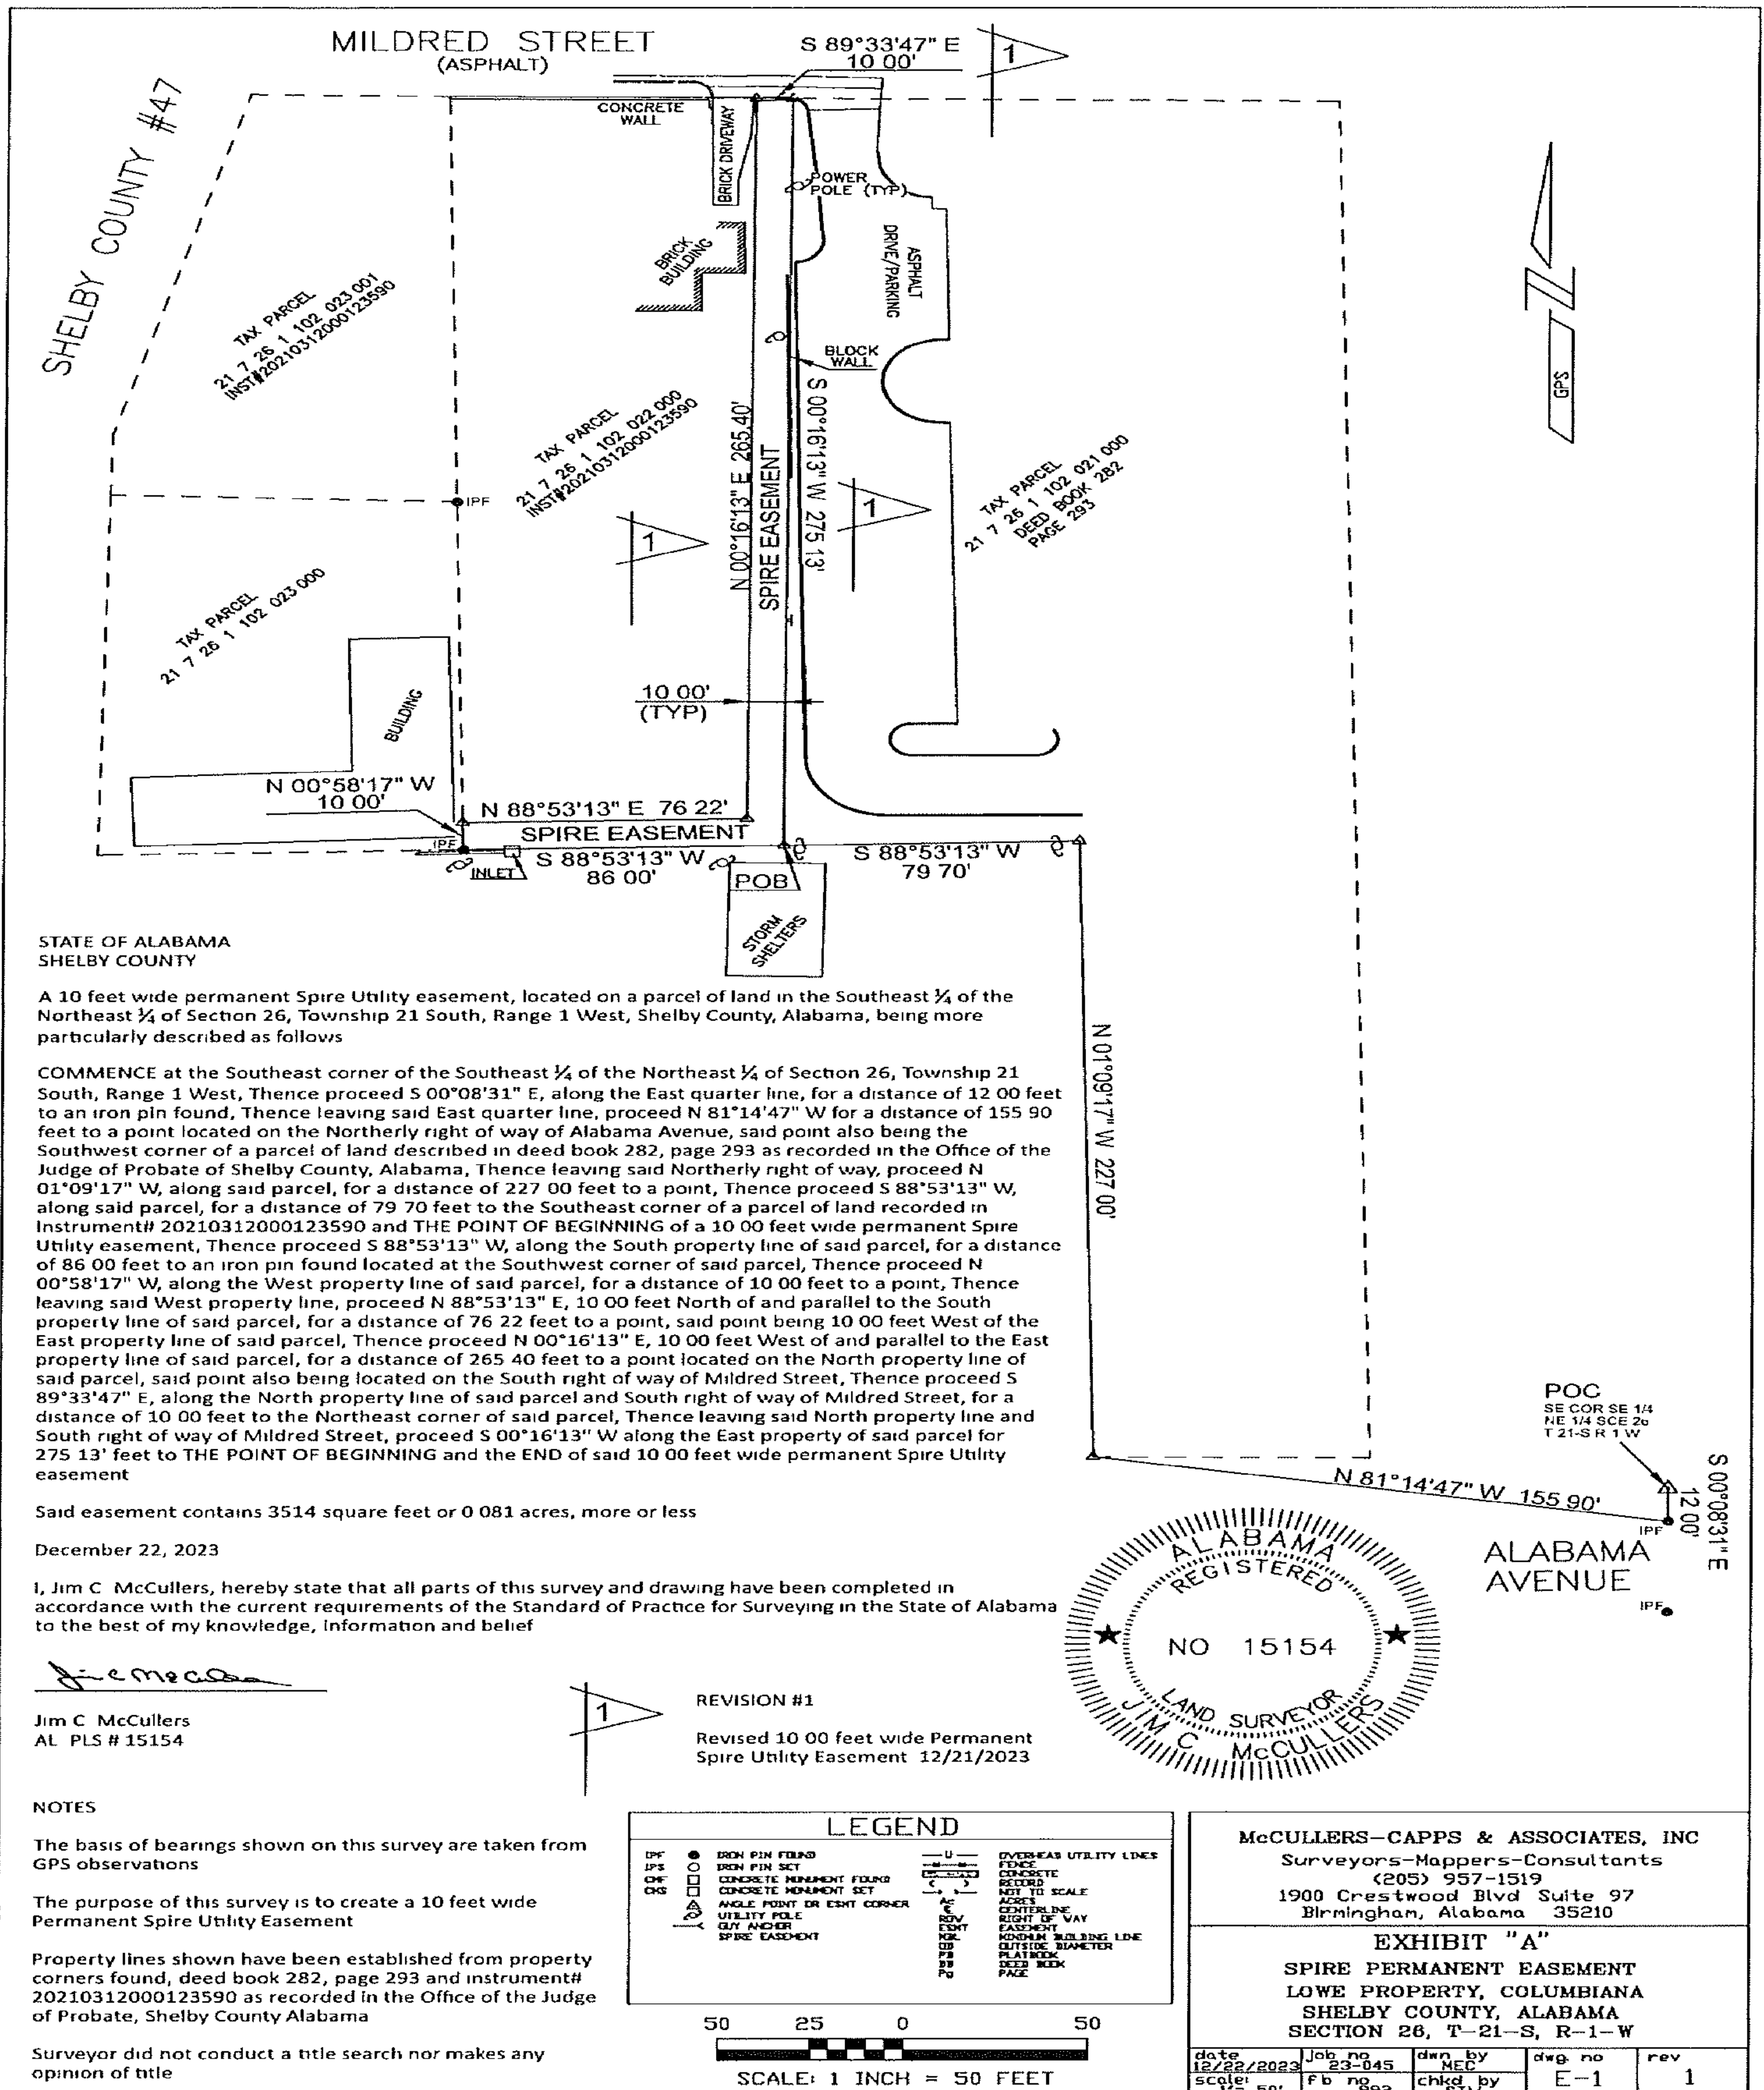 MILDRED STREET
(ASPHALT)
S 89°33'47" E
10 00'
1
SHELBY COUNTY #47
CONCRETE
WALL
BRICK DRIVEWAY
POWER
POLE (TYP)
BRICK
BUILDING
ASPHALT
DRIVE/PARKING
BLOCK
WALL
TAX PARCEL
21 7 26 1 102 023 001
INST#20210312000123590
TAX PARCEL
21 7 26 1 102 022 000
INST#20210312000123590
N 00°16'13" E 265.40'
SPIRE EASEMENT
S 00°16'13" W 275 13'
TAX PARCEL
21 7 26 1 102 021 000
DEED BOOK 282
PAGE 293
GPS
IPF
1
1
TAX PARCEL
21 7 26 1 102 023 000
BUILDING
10 00'
(TYP)
N 00°58'17" W
10 00'
N 88°53'13" E 76 22'
SPIRE EASEMENT
IPF
INLET
S 88°53'13" W
86 00'
POB
S 88°53'13" W
79 70'
STORM
SHELTERS
N 01°09'17" W 227 00'
STATE OF ALABAMA
SHELBY COUNTY
A 10 feet wide permanent Spire Utility easement, located on a parcel of land in the Southeast ¼ of the
Northeast ¼ of Section 26, Township 21 South, Range 1 West, Shelby County, Alabama, being more
particularly described as follows
COMMENCE at the Southeast corner of the Southeast ¼ of the Northeast ¼ of Section 26, Township 21
South, Range 1 West, Thence proceed S 00°08'31" E, along the East quarter line, for a distance of 12 00 feet
to an iron pin found, Thence leaving said East quarter line, proceed N 81°14'47" W for a distance of 155 90
feet to a point located on the Northerly right of way of Alabama Avenue, said point also being the
Southwest corner of a parcel of land described in deed book 282, page 293 as recorded in the Office of the
Judge of Probate of Shelby County, Alabama, Thence leaving said Northerly right of way, proceed N
01°09'17" W, along said parcel, for a distance of 227 00 feet to a point, Thence proceed S 88°53'13" W,
along said parcel, for a distance of 79 70 feet to the Southeast corner of a parcel of land recorded in
Instrument# 20210312000123590 and THE POINT OF BEGINNING of a 10 00 feet wide permanent Spire
Utility easement, Thence proceed S 88°53'13" W, along the South property line of said parcel, for a distance
of 86 00 feet to an iron pin found located at the Southwest corner of said parcel, Thence proceed N
00°58'17" W, along the West property line of said parcel, for a distance of 10 00 feet to a point, Thence
leaving said West property line, proceed N 88°53'13" E, 10 00 feet North of and parallel to the South
property line of said parcel, for a distance of 76 22 feet to a point, said point being 10 00 feet West of the
East property line of said parcel, Thence proceed N 00°16'13" E, 10 00 feet West of and parallel to the East
property line of said parcel, for a distance of 265 40 feet to a point located on the North property line of
said parcel, said point also being located on the South right of way of Mildred Street, Thence proceed S
89°33'47" E, along the North property line of said parcel and South right of way of Mildred Street, for a
distance of 10 00 feet to the Northeast corner of said parcel, Thence leaving said North property line and
South right of way of Mildred Street, proceed S 00°16'13" W along the East property of said parcel for
275 13' feet to THE POINT OF BEGINNING and the END of said 10 00 feet wide permanent Spire Utility
easement
Said easement contains 3514 square feet or 0 081 acres, more or less
December 22, 2023
I, Jim C McCullers, hereby state that all parts of this survey and drawing have been completed in
accordance with the current requirements of the Standard of Practice for Surveying in the State of Alabama
to the best of my knowledge, information and belief
Jim C McCullers
AL PLS # 15154
1
REVISION #1
Revised 10 00 feet wide Permanent
Spire Utility Easement 12/21/2023
POC
SE COR SE 1/4
NE 1/4 SCE 26
T 21-S R 1 W
N 81°14'47" W 155 90'
S 00°08'31" E
12 00'
IPF
ALABAMA
AVENUE
IPF
ALABAMA
REGISTERED
NO 15154
LAND SURVEYOR
JIM C McCULLERS
NOTES
The basis of bearings shown on this survey are taken from
GPS observations
The purpose of this survey is to create a 10 feet wide
Permanent Spire Utility Easement
Property lines shown have been established from property
corners found, deed book 282, page 293 and instrument#
20210312000123590 as recorded in the Office of the Judge
of Probate, Shelby County Alabama
Surveyor did not conduct a title search nor makes any
opinion of title
LEGEND
IPF IRON PIN FOUND
IPS IRON PIN SET
CMF CONCRETE MONUMENT FOUND
CMS CONCRETE MONUMENT SET
ANGLE POINT OR ESMT CORNER
UTILITY POLE
GUY ANCHOR
SPIRE EASEMENT
U OVERHEAD UTILITY LINES
FENCE
CONCRETE
RECORD
NOT TO SCALE
Ac ACRES
CENTERLINE
ROW RIGHT OF WAY
ESMT EASEMENT
MINIMUM BUILDING LINE
OD OUTSIDE DIAMETER
PB PLATBOOK
DEED BOOK
Pg PAGE
50 25 0 50
SCALE: 1 INCH = 50 FEET
McCULLERS-CAPPS & ASSOCIATES, INC
Surveyors-Mappers-Consultants
(205) 957-1519
1900 Crestwood Blvd Suite 97
Birmingham, Alabama 35210
EXHIBIT "A"
SPIRE PERMANENT EASEMENT
LOWE PROPERTY, COLUMBIANA
SHELBY COUNTY, ALABAMA
SECTION 26, T-21-S, R-1-W
date 12/22/2023
Job no 23-045
dwn by MEC
dwg no E-1
rev 1
scale:
Fb no
chkd by